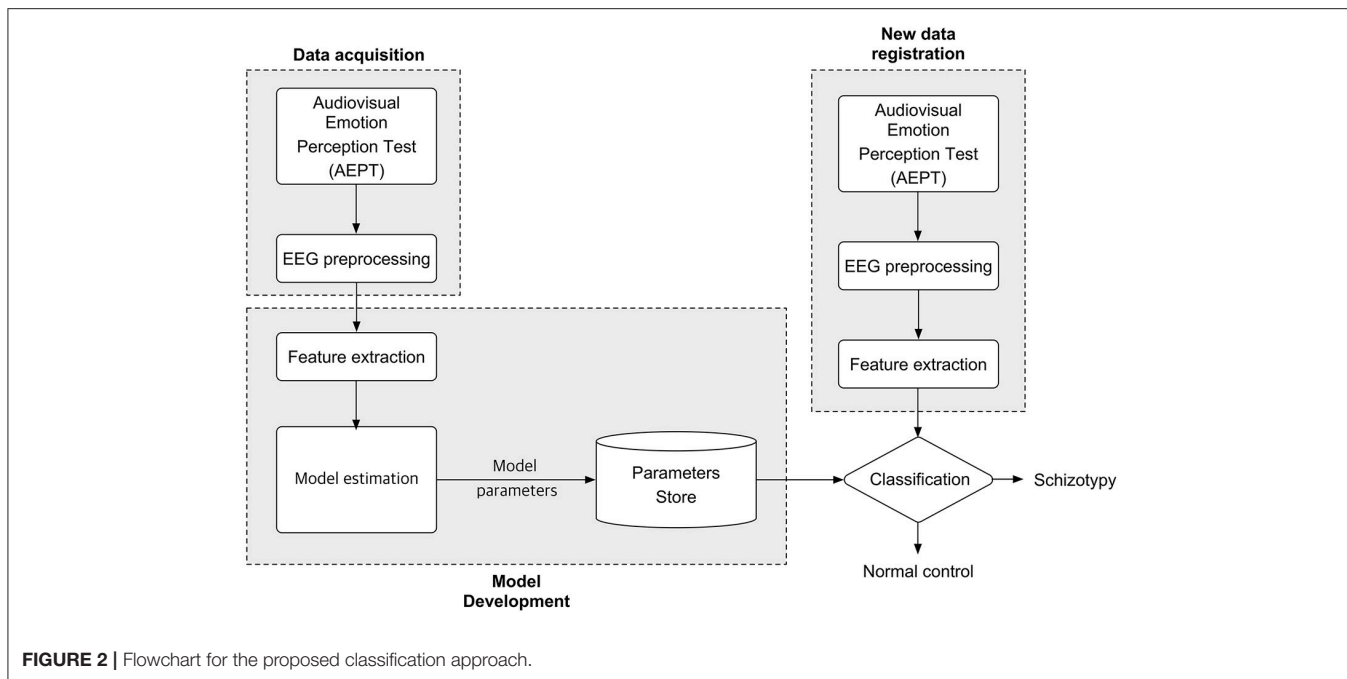 Data acquisition
Audiovisual
Emotion
Perception Test
(AEPT)
EEG preprocessing
Feature extraction
Model estimation
Model
parameters
Parameters
Store
Model
Development
New data
registration
Audiovisual
Emotion
Perception Test
(AEPT)
EEG preprocessing
Feature extraction
Classification
Schizotypy
Normal control
FIGURE 2 | Flowchart for the proposed classification approach.